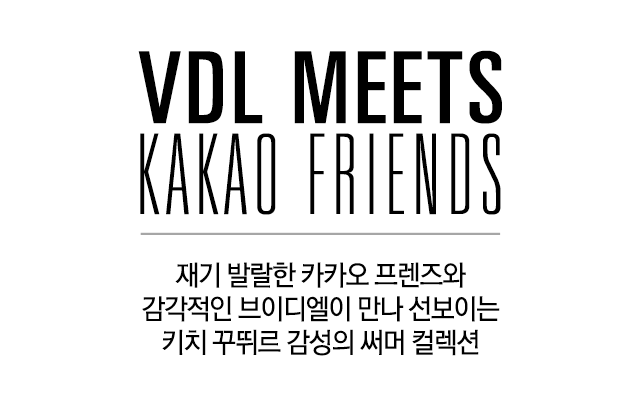 VDL MEETS
KAKAO FRIENDS
재기 발랄한 카카오 프렌즈와
감각적인 브이디엘이 만나 선보이는
키치 꾸뛰르 감성의 써머 컬렉션